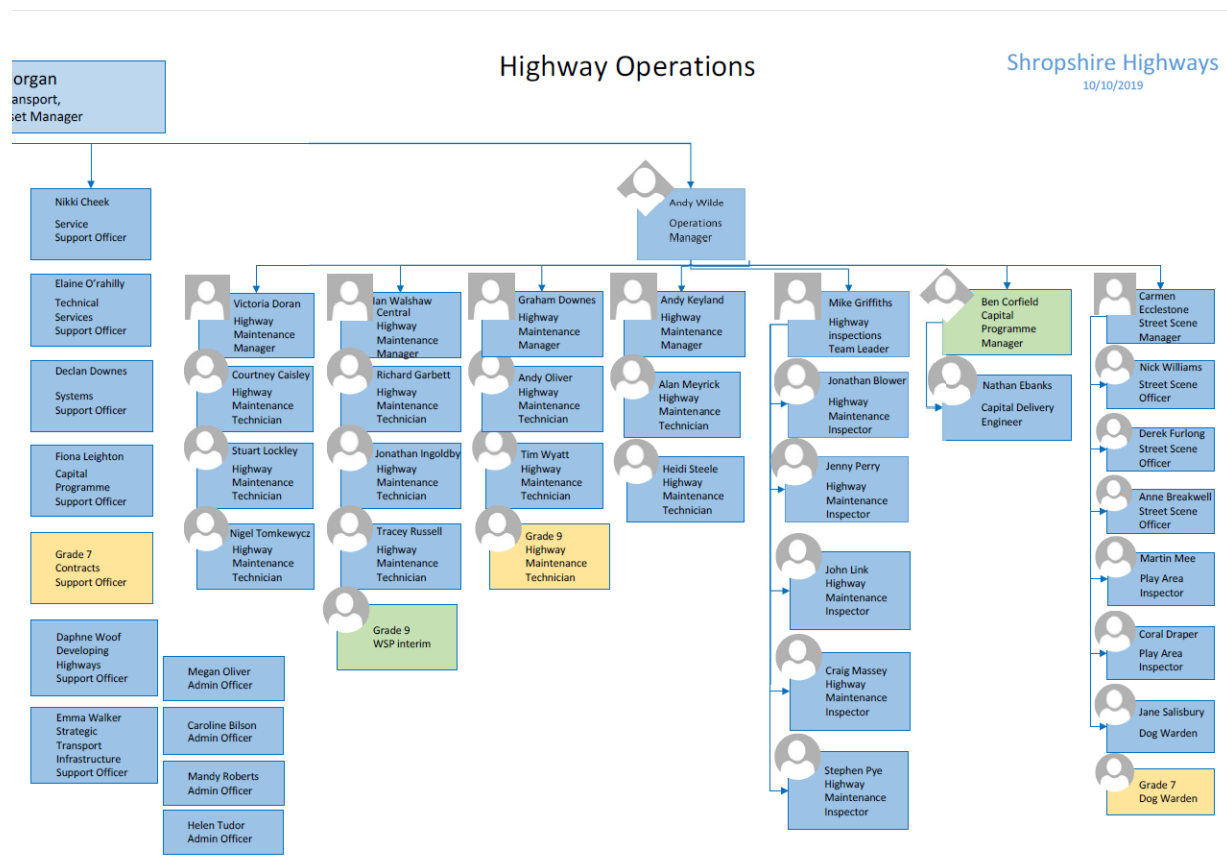 Highway Operations
Shropshire Highways
10/10/2019
organ
ansport,
set Manager
Nikki Cheek
Service
Support Officer
Elaine O'rahilly
Technical
Services
Support Officer
Declan Downes
Systems
Support Officer
Fiona Leighton
Capital
Programme
Support Officer
Grade 7
Contracts
Support Officer
Daphne Woof
Developing
Highways
Support Officer
Emma Walker
Strategic
Transport
Infrastructure
Support Officer
Megan Oliver
Admin Officer
Caroline Bilson
Admin Officer
Mandy Roberts
Admin Officer
Helen Tudor
Admin Officer
Andy Wilde
Operations
Manager
Victoria Doran
Highway
Maintenance
Manager
Courtney Caisley
Highway
Maintenance
Technician
Stuart Lockley
Highway
Maintenance
Technician
Nigel Tomkewycz
Highway
Maintenance
Technician
Ian Walshaw
Central
Highway
Maintenance
Manager
Richard Garbett
Highway
Maintenance
Technician
Jonathan Ingoldby
Highway
Maintenance
Technician
Tracey Russell
Highway
Maintenance
Technician
Grade 9
WSP interim
Graham Downes
Highway
Maintenance
Manager
Andy Oliver
Highway
Maintenance
Technician
Tim Wyatt
Highway
Maintenance
Technician
Grade 9
Highway
Maintenance
Technician
Andy Keyland
Highway
Maintenance
Manager
Alan Meyrick
Highway
Maintenance
Technician
Heidi Steele
Highway
Maintenance
Technician
Mike Griffiths
Highway
inspections
Team Leader
Jonathan Blower
Highway
Maintenance
Inspector
Jenny Perry
Highway
Maintenance
Inspector
John Link
Highway
Maintenance
Inspector
Craig Massey
Highway
Maintenance
Inspector
Stephen Pye
Highway
Maintenance
Inspector
Ben Corfield
Capital
Programme
Manager
Nathan Ebanks
Capital Delivery
Engineer
Carmen
Ecclestone
Street Scene
Manager
Nick Williams
Street Scene
Officer
Derek Furlong
Street Scene
Officer
Anne Breakwell
Street Scene
Officer
Martin Mee
Play Area
Inspector
Coral Draper
Play Area
Inspector
Jane Salisbury
Dog Warden
Grade 7
Dog Warden